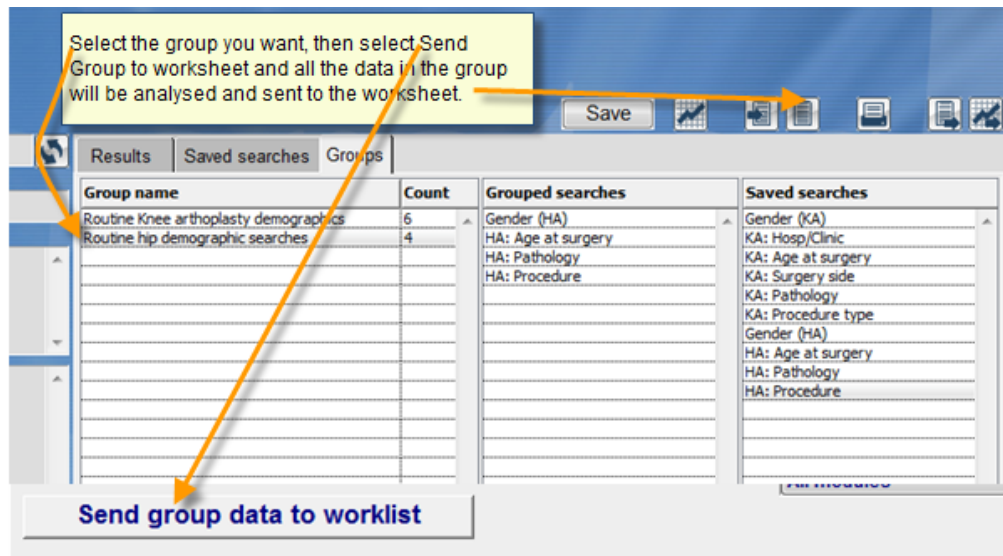 Select the group you want, then select Send
Group to worksheet and all the data in the group
will be analysed and sent to the worksheet.
Save
Results Saved searches Groups
Group name Count Grouped searches Saved searches
Routine Knee arthoplasty demographics 6 Gender (HA) Gender (KA)
Routine hip demographic searches 4 HA: Age at surgery KA: Hosp/Clinic
HA: Pathology KA: Age at surgery
HA: Procedure KA: Surgery side
KA: Pathology
KA: Procedure type
Gender (HA)
HA: Age at surgery
HA: Pathology
HA: Procedure
All modules
Send group data to worklist